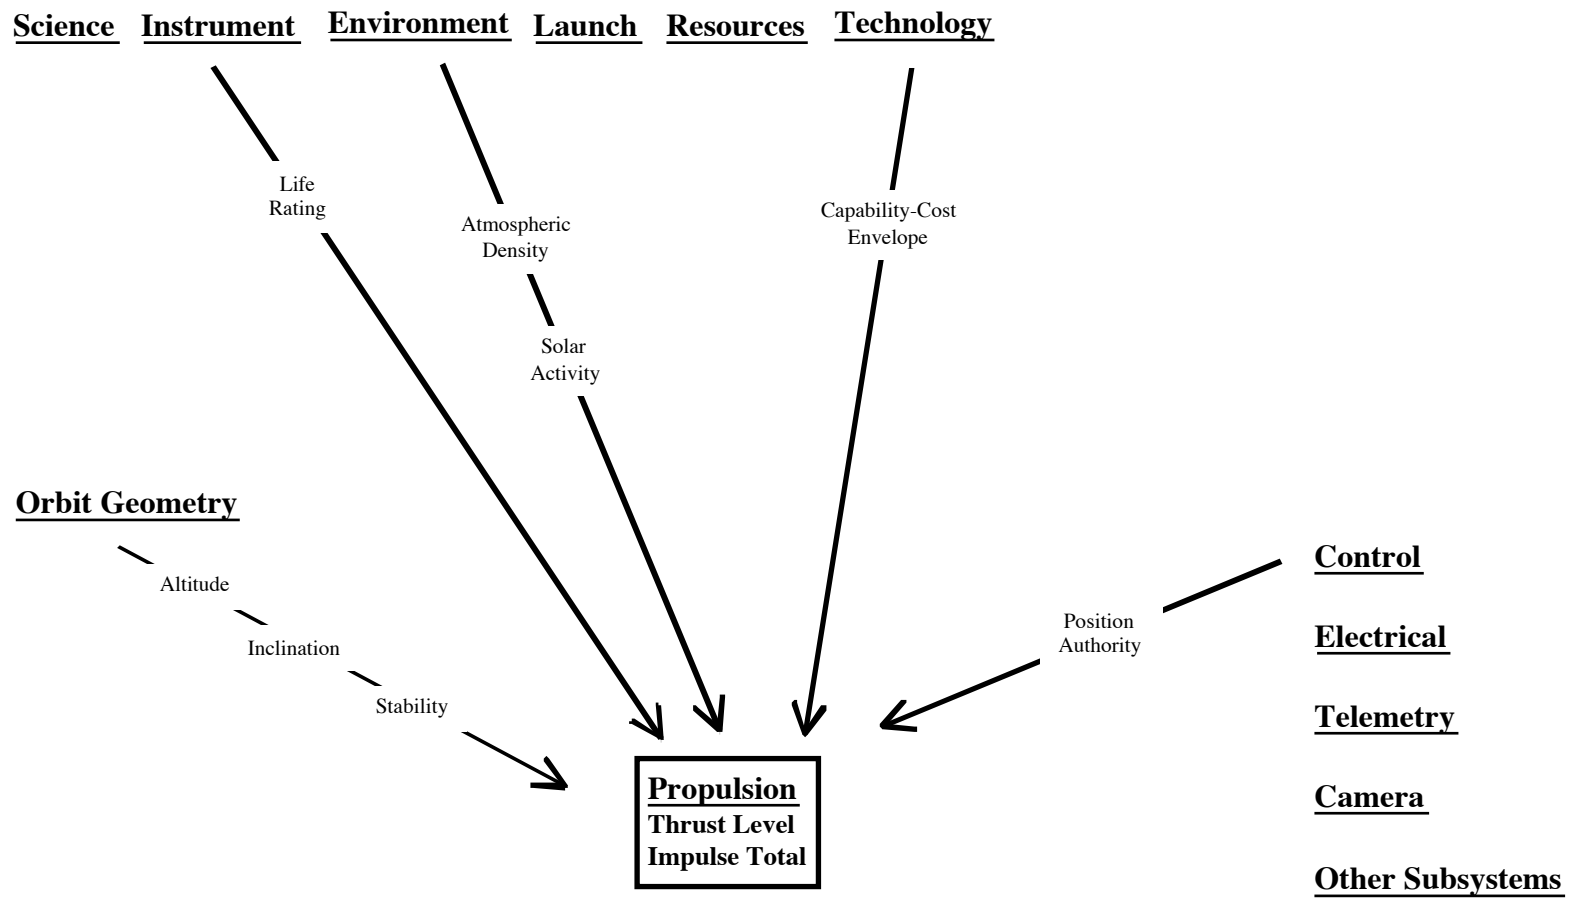 Science Instrument Environment Launch Resources Technology
Life
Rating
Atmospheric
Density
Capability-Cost
Envelope
Solar
Activity
Orbit Geometry
Altitude
Inclination
Stability
Position
Authority
Control
Electrical
Telemetry
Camera
Other Subsystems
Propulsion
Thrust Level
Impulse Total